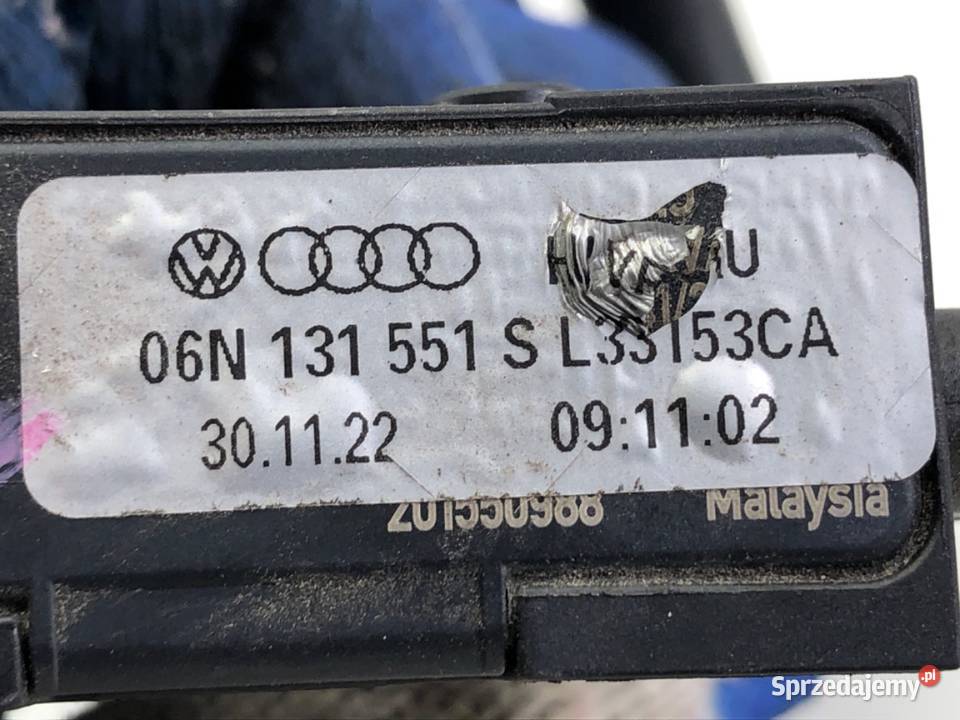 06N 131 551 S L33153CA
30.11.22 09:11:02
Malaysia
Sprzedajemy.pl